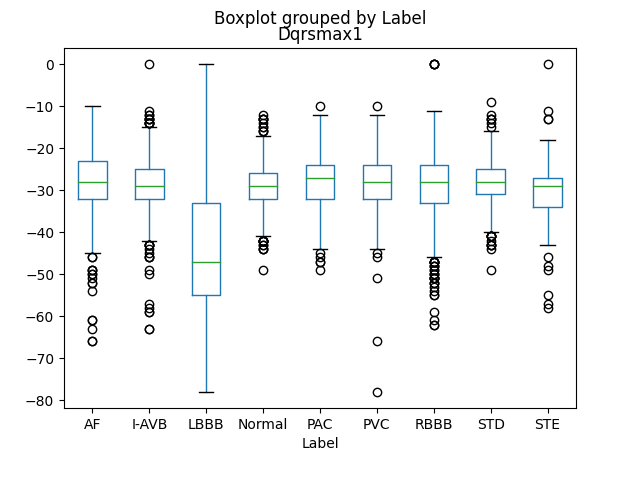 Boxplot grouped by Label
Dqrsmax1
0
−10
−20
−30
−40
−50
−60
−70
−80
AF I-AVB LBBB Normal PAC PVC RBBB STD STE
Label